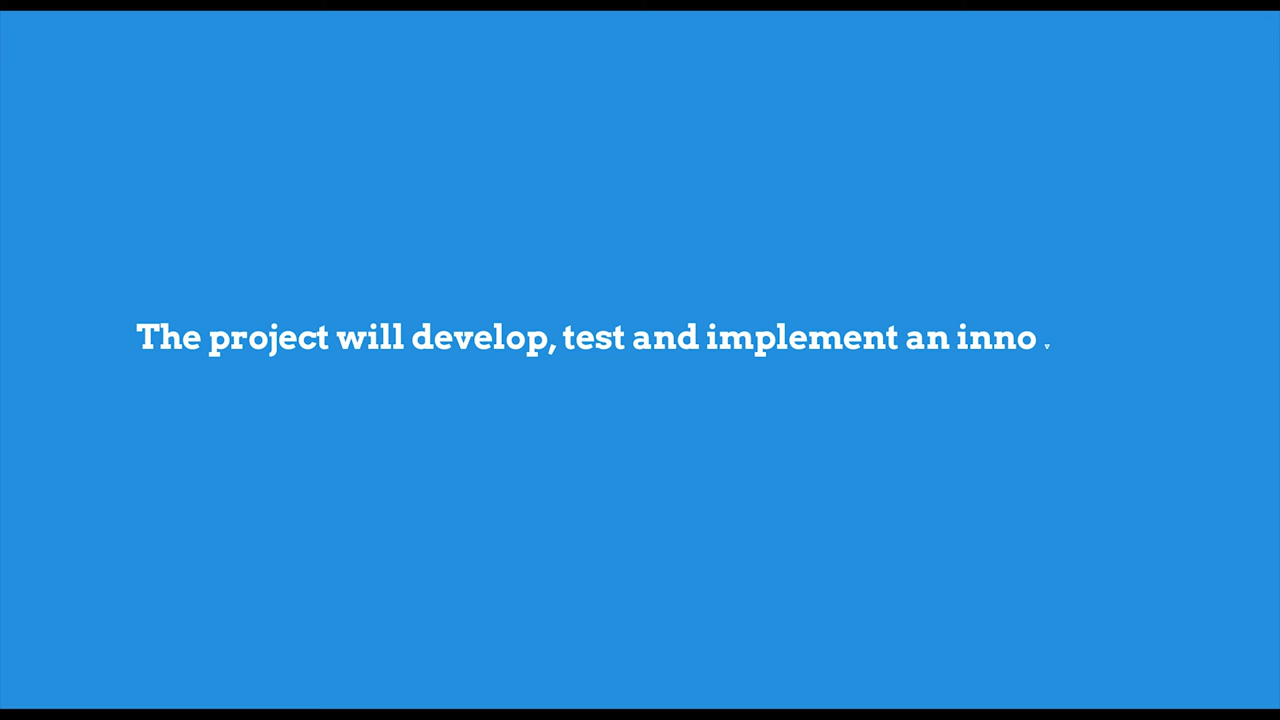 The project will develop, test and implement an inno v